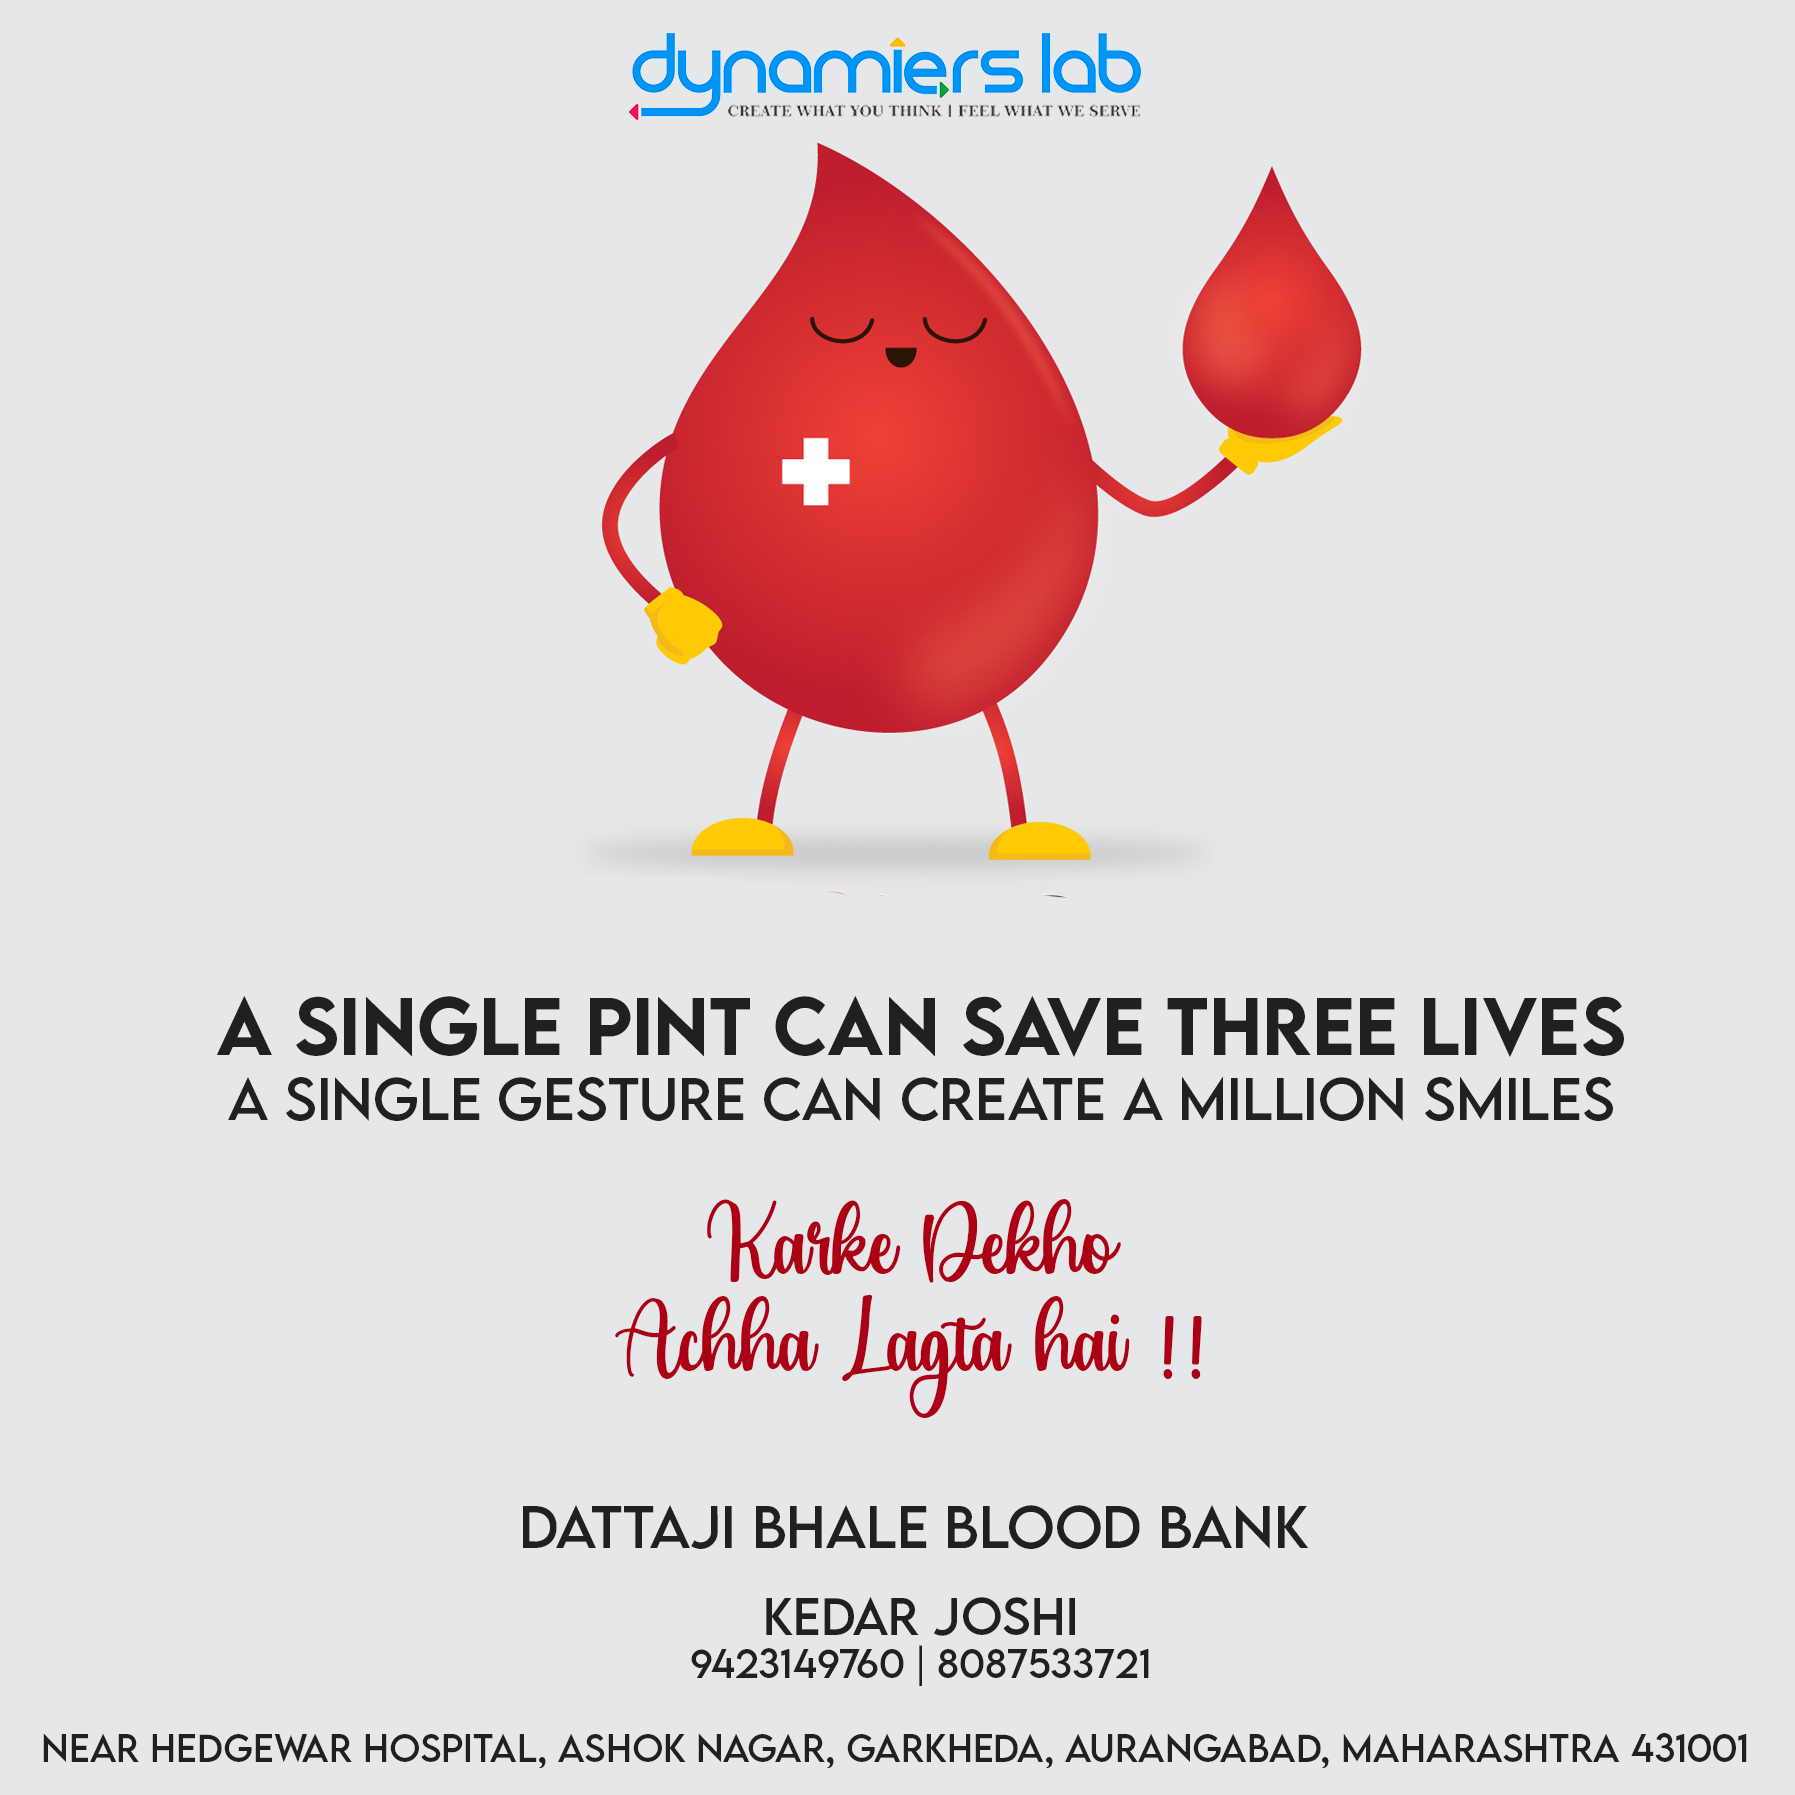 dynamiers lab
CREATE WHAT YOU THINK | FEEL WHAT WE SERVE
A SINGLE PINT CAN SAVE THREE LIVES
A SINGLE GESTURE CAN CREATE A MILLION SMILES
Karke Dekho
Achha Lagta hai !!
DATTAJI BHALE BLOOD BANK
KEDAR JOSHI
9423149760 | 8087533721
NEAR HEDGEWAR HOSPITAL, ASHOK NAGAR, GARKHEDA, AURANGABAD, MAHARASHTRA 431001